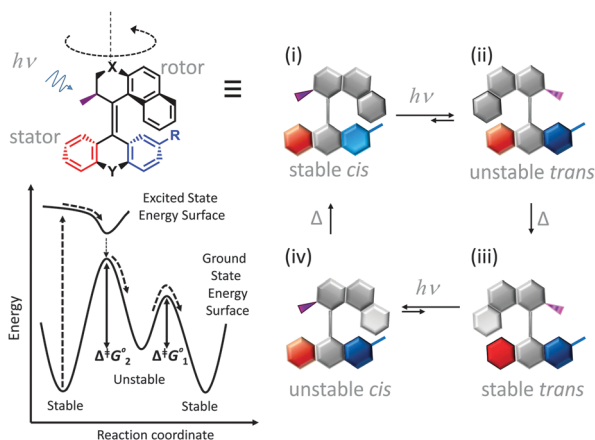 hν
X
rotor
stator
R
Y
≡
(i)
stable cis
hν
(ii)
unstable trans
Δ
Δ
(iv)
unstable cis
hν
(iii)
stable trans
Energy
Excited State
Energy Surface
Ground
State
Energy
Surface
Δ‡G°2
Δ‡G°1
Unstable
Stable
Stable
Reaction coordinate